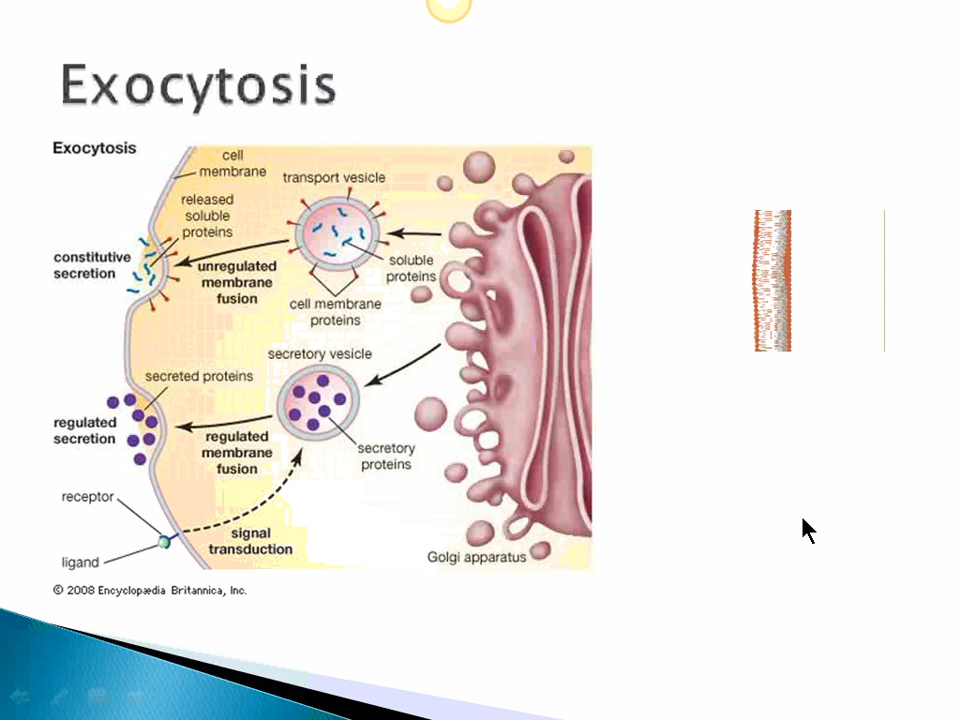 Exocytosis
Exocytosis
cell
membrane
transport vesicle
released
soluble
proteins
constitutive
secretion
unregulated
membrane
fusion
soluble
proteins
cell membrane
proteins
secretory vesicle
secreted proteins
regulated
secretion
regulated
membrane
fusion
secretory
proteins
receptor
signal
transduction
ligand
Golgi apparatus
© 2008 Encyclopædia Britannica, Inc.